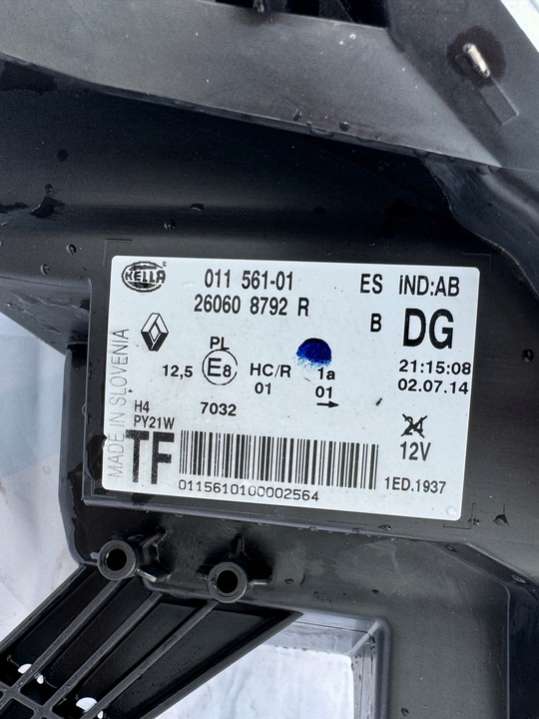 HELLA 011 561-01 ES IND:AB
26060 8792 R B DG
PL 21:15:08
12,5 E8 HC/R 1a 02.07.14
01 01 →
H4 7032 24
PY21W 12V
TF
0115610100002564 1ED.1937
MADE IN SLOVENIA